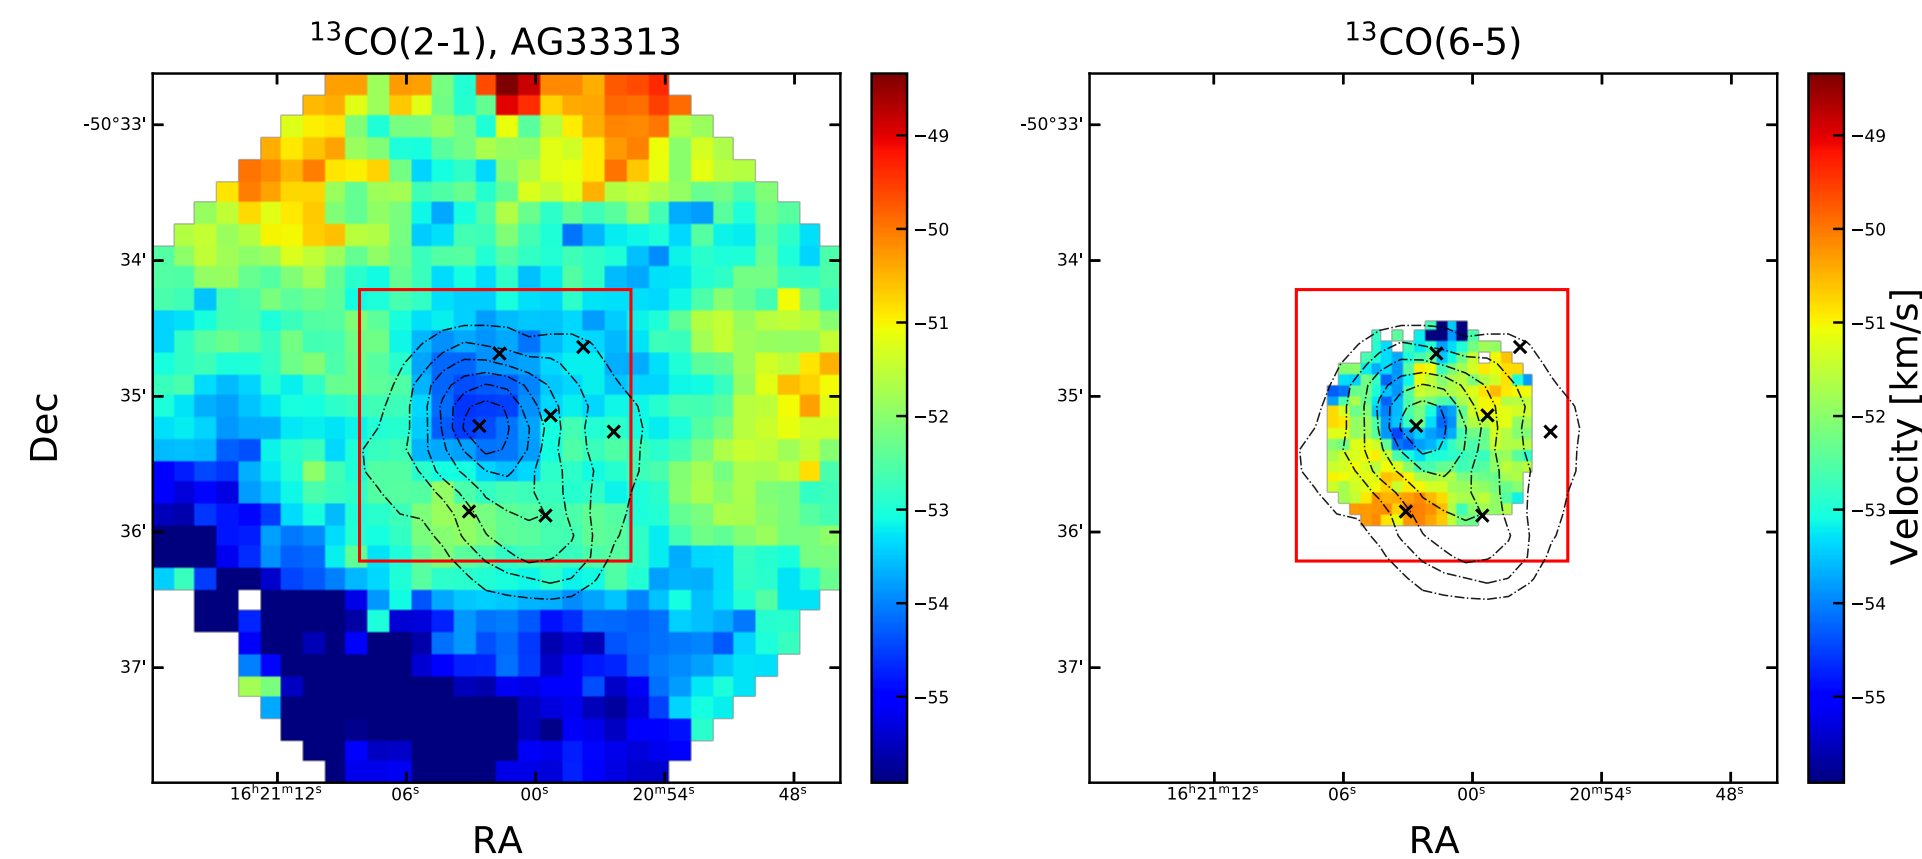 ¹³CO(2-1), AG33313
¹³CO(6-5)
Dec
-50°33'
34'
35'
36'
37'
16ʰ21ᵐ12ˢ
06ˢ
00ˢ
20ᵐ54ˢ
48ˢ
RA
−49
−50
−51
−52
−53
−54
−55
-50°33'
34'
35'
36'
37'
16ʰ21ᵐ12ˢ
06ˢ
00ˢ
20ᵐ54ˢ
48ˢ
RA
−49
−50
−51
−52
−53
−54
−55
Velocity [km/s]